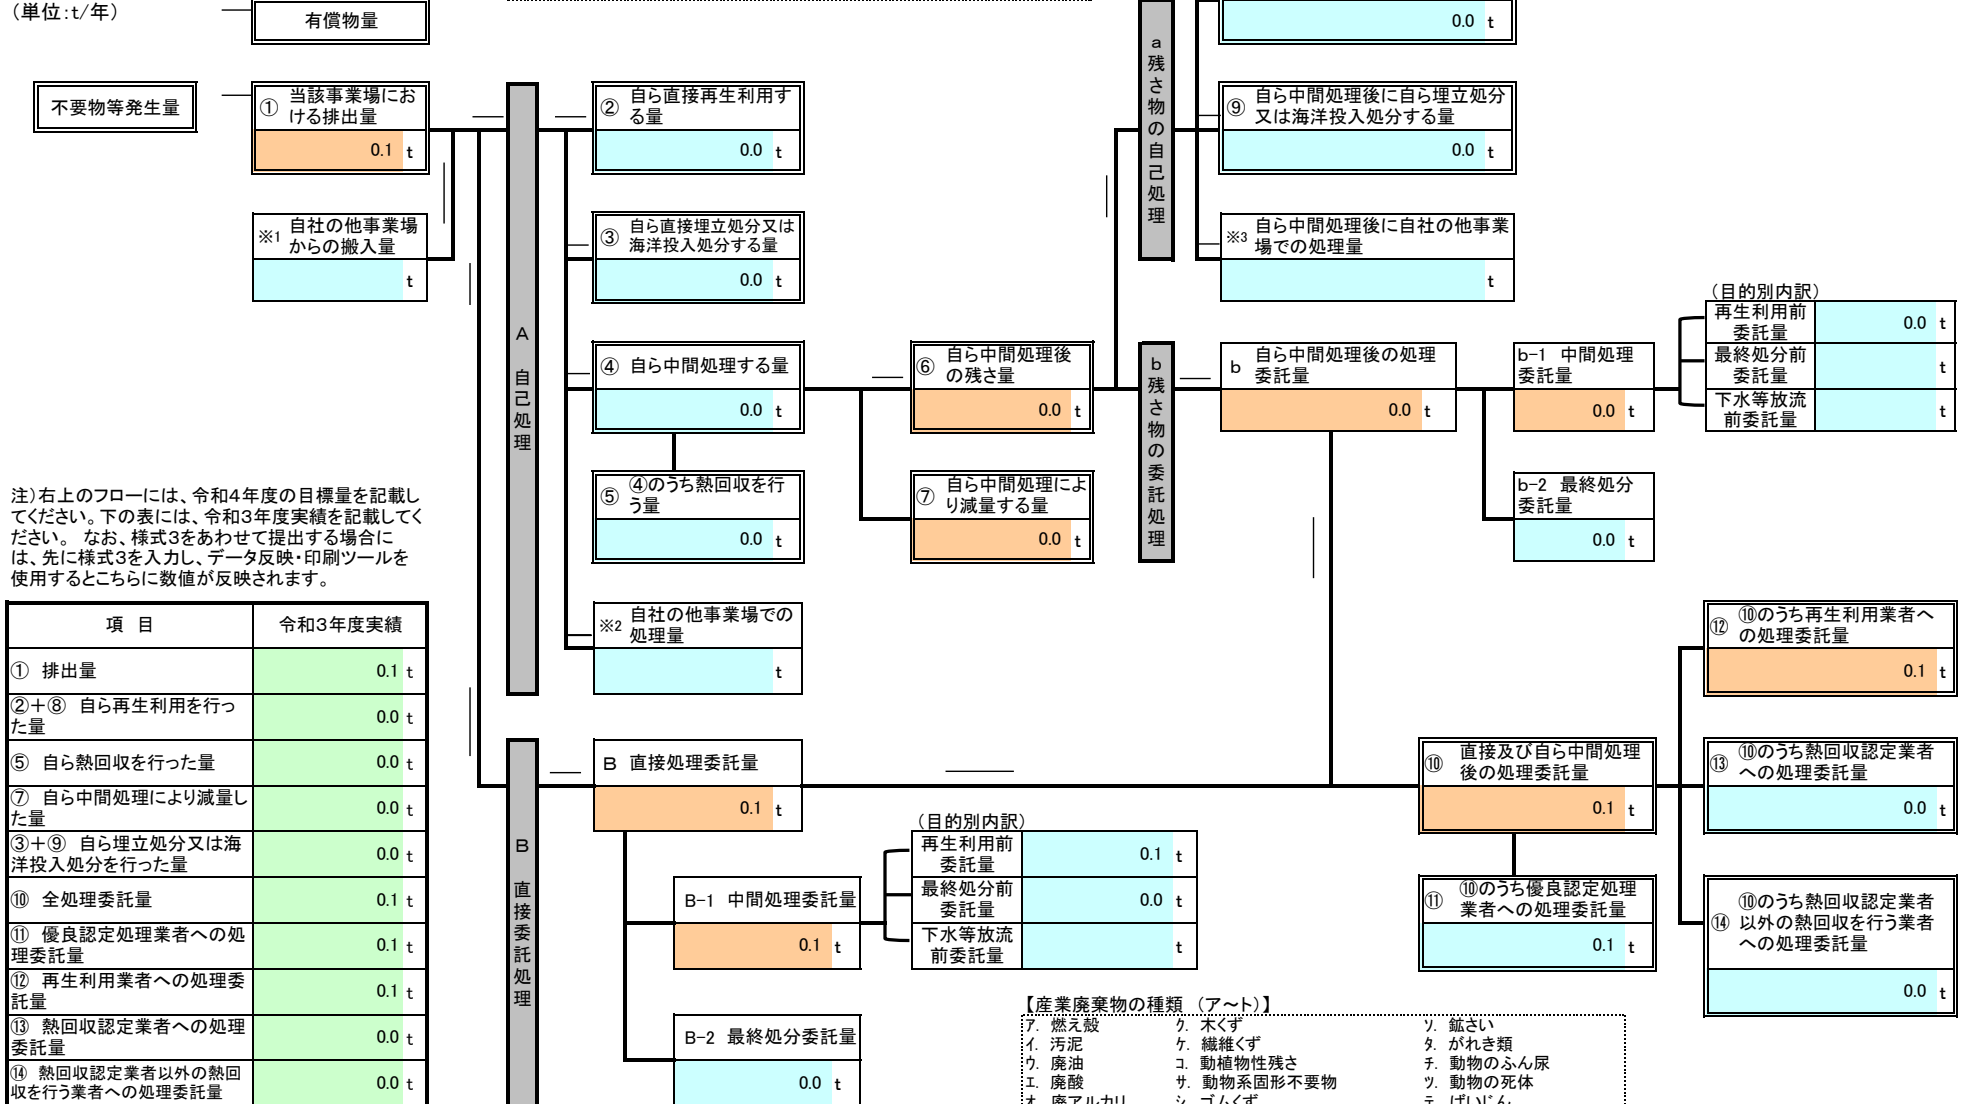 （単位：t/年）
有償物量
0.0 t
不要物等発生量
① 当該事業場にお
ける排出量
0.1 t
※1 自社の他事業場
からの搬入量
t
A 自己処理
② 自ら直接再生利用す
る量
0.0 t
③ 自ら直接埋立処分又は
海洋投入処分する量
0.0 t
④ 自ら中間処理する量
0.0 t
⑤ ④のうち熱回収を行
う量
0.0 t
※2 自社の他事業場での
処理量
t
⑥ 自ら中間処理後
の残さ量
0.0 t
⑦ 自ら中間処理によ
り減量する量
0.0 t
a 残さ物の自己処理
⑨ 自ら中間処理後に自ら埋立処分
又は海洋投入処分する量
0.0 t
※3 自ら中間処理後に自社の他事業
場での処理量
t
b 残さ物の委託処理
b 自ら中間処理後の処理
委託量
0.0 t
b-1 中間処理
委託量
0.0 t
（目的別内訳）
再生利用前
委託量
0.0 t
最終処分前
委託量
t
下水等放流
前委託量
t
b-2 最終処分
委託量
0.0 t
注）右上のフローには、令和４年度の目標量を記載し
てください。下の表には、令和３年度実績を記載してく
ださい。 なお、様式３をあわせて提出する場合に
は、先に様式３を入力し、データ反映・印刷ツールを
使用するとこちらに数値が反映されます。
項 目 令和３年度実績
① 排出量 0.1 t
②＋⑧ 自ら再生利用を行っ
た量 0.0 t
⑤ 自ら熱回収を行った量 0.0 t
⑦ 自ら中間処理により減量し
た量 0.0 t
③＋⑨ 自ら埋立処分又は海
洋投入処分を行った量 0.0 t
⑩ 全処理委託量 0.1 t
⑪ 優良認定処理業者への処
理委託量 0.1 t
⑫ 再生利用業者への処理委
託量 0.1 t
⑬ 熱回収認定業者への処理
委託量 0.0 t
⑭ 熱回収認定業者以外の熱回
収を行う業者への処理委託量 0.0 t
B 直接委託処理
B 直接処理委託量
0.1 t
B-1 中間処理委託量
0.1 t
（目的別内訳）
再生利用前
委託量
0.1 t
最終処分前
委託量
0.0 t
下水等放流
前委託量
t
B-2 最終処分委託量
0.0 t
⑩ 直接及び自ら中間処理
後の処理委託量
0.1 t
⑪ ⑩のうち優良認定処理
業者への処理委託量
0.1 t
⑫ ⑩のうち再生利用業者へ
の処理委託量
0.1 t
⑬ ⑩のうち熱回収認定業者
への処理委託量
0.0 t
⑭ ⑩のうち熱回収認定業者
以外の熱回収を行う業者
への処理委託量
0.0 t
【産業廃棄物の種類 （ア～ト）】
ｱ. 燃え殻 ｸ. 木くず ｿ. 鉱さい
ｲ. 汚泥 ｹ. 繊維くず ﾀ. がれき類
ｳ. 廃油 ｺ. 動植物性残さ ﾁ. 動物のふん尿
ｴ. 廃酸 ｻ. 動物系固形不要物 ﾂ. 動物の死体
ｵ. 廃アルカリ ｼ. ゴムくず ﾃ. ばいじん